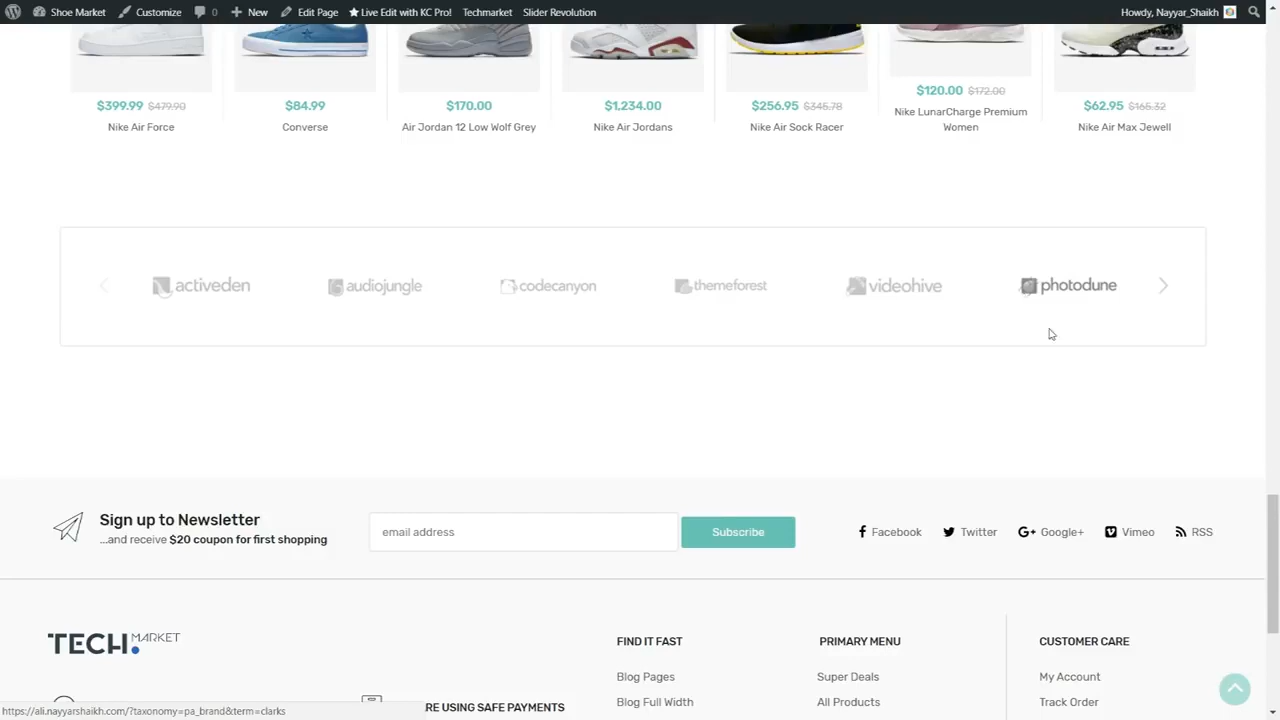 Shoe Market Customize 0 New Edit Page Live Edit with KC Pro! Techmarket Slider Revolution Howdy, Nayyar_Shaikh
$399.99 $479.90
Nike Air Force
$84.99
Converse
$170.00
Air Jordan 12 Low Wolf Grey
$1,234.00
Nike Air Jordans
$256.95 $345.78
Nike Air Sock Racer
$120.00 $172.00
Nike LunarCharge Premium
Women
$62.95 $165.32
Nike Air Max Jewell
activeden audiojungle codecanyon themeforest videohive photodune
Sign up to Newsletter
...and receive $20 coupon for first shopping
email address
Subscribe
Facebook Twitter Google+ Vimeo RSS
TECH. MARKET
FIND IT FAST
Blog Pages
Blog Full Width
PRIMARY MENU
Super Deals
All Products
CUSTOMER CARE
My Account
Track Order
RE USING SAFE PAYMENTS
https://ali.nayyarshaikh.com/?taxonomy=pa_brand&term=clarks